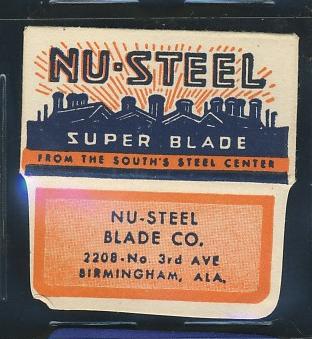 NU-STEEL
SUPER BLADE
FROM THE SOUTH'S STEEL CENTER
NU-STEEL
BLADE CO.
2208-No 3rd AVE
BIRMINGHAM, ALA.